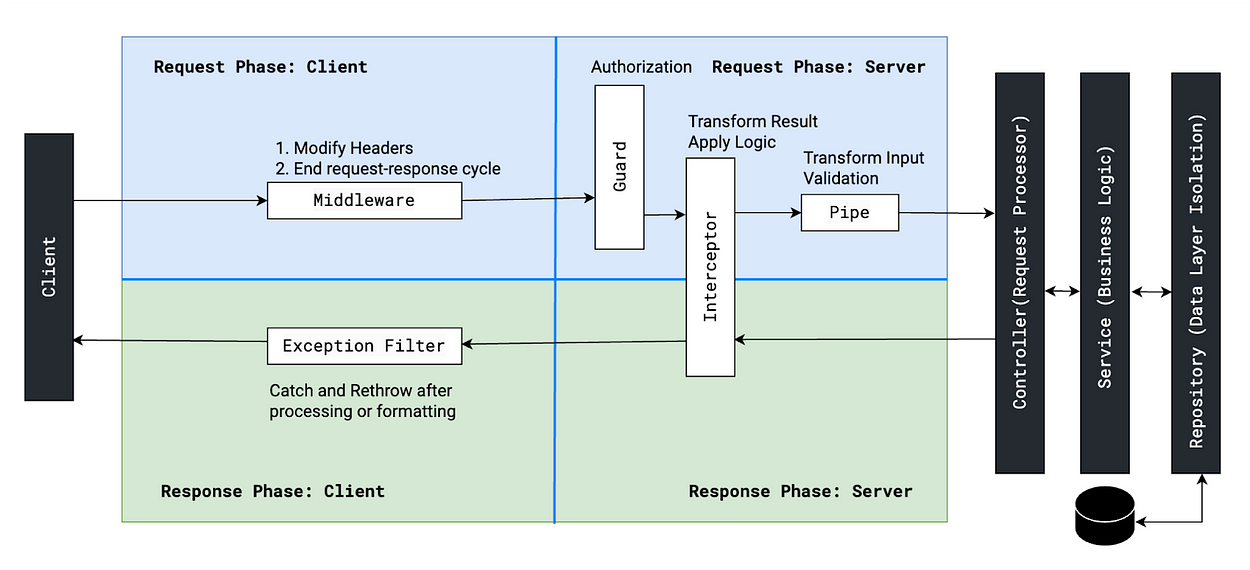 Request Phase: Client
Authorization
Request Phase: Server
1. Modify Headers
2. End request-response cycle
Middleware
Guard
Transform Result
Apply Logic
Interceptor
Transform Input
Validation
Pipe
Client
Controller(Request Processor)
Service (Business Logic)
Repository (Data Layer Isolation)
Exception Filter
Catch and Rethrow after
processing or formatting
Response Phase: Client
Response Phase: Server